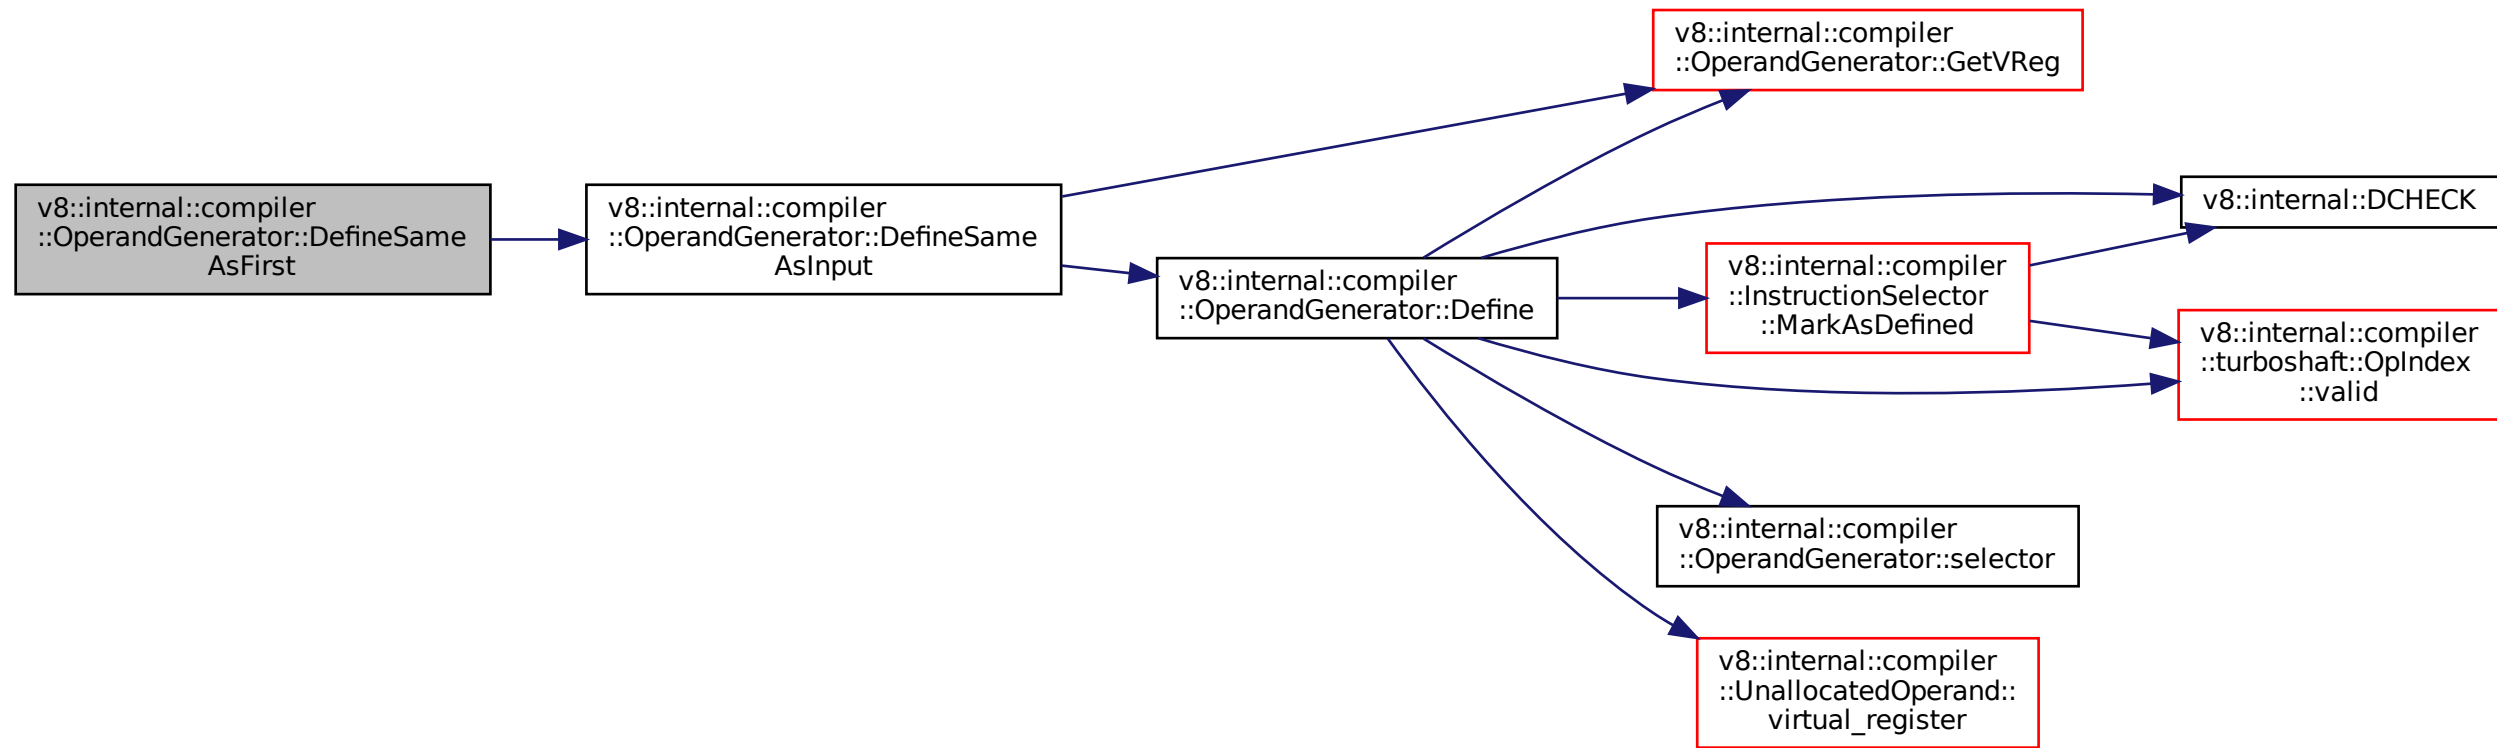 v8::internal::compiler
::OperandGenerator::DefineSame
AsFirst
v8::internal::compiler
::OperandGenerator::DefineSame
AsInput
v8::internal::compiler
::OperandGenerator::GetVReg
v8::internal::compiler
::OperandGenerator::Define
v8::internal::DCHECK
v8::internal::compiler
::InstructionSelector
::MarkAsDefined
v8::internal::compiler
::turboshaft::OpIndex
::valid
v8::internal::compiler
::OperandGenerator::selector
v8::internal::compiler
::UnallocatedOperand::
virtual_register